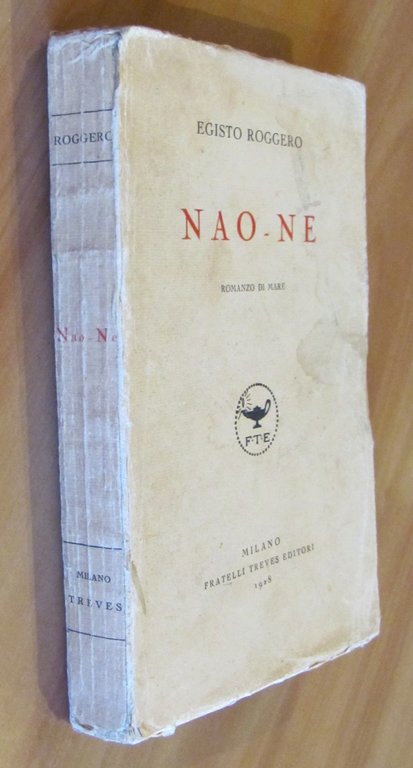 ROGGERO
Nao-Ne
MILANO
TREVES
EGISTO ROGGERO
NAO-NE
ROMANZO DI MARE
F·T·E
MILANO
FRATELLI TREVES EDITORI
1928